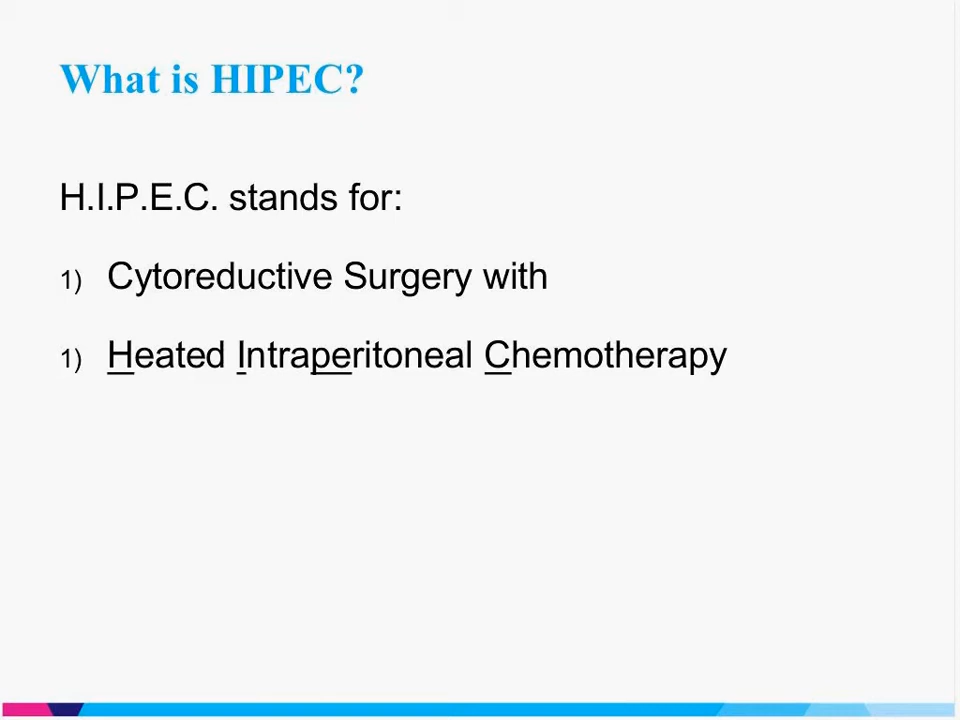 What is HIPEC?
H.I.P.E.C. stands for:
1) Cytoreductive Surgery with
1) Heated Intraperitoneal Chemotherapy